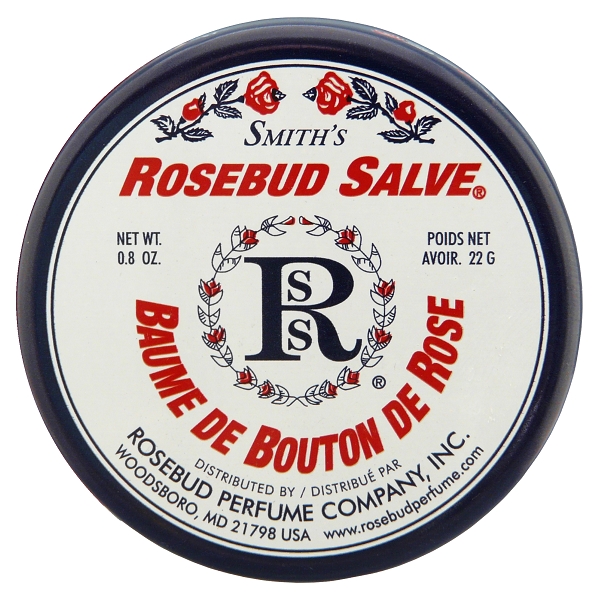 SMITH'S
ROSEBUD SALVE®
NET WT.
0.8 OZ.
POIDS NET
AVOIR. 22 G
RSS
®
BAUME DE BOUTON DE ROSE
DISTRIBUTED BY / DISTRIBUÉ PAR
ROSEBUD PERFUME COMPANY, INC.
WOODSBORO, MD 21798 USA www.rosebudperfume.com